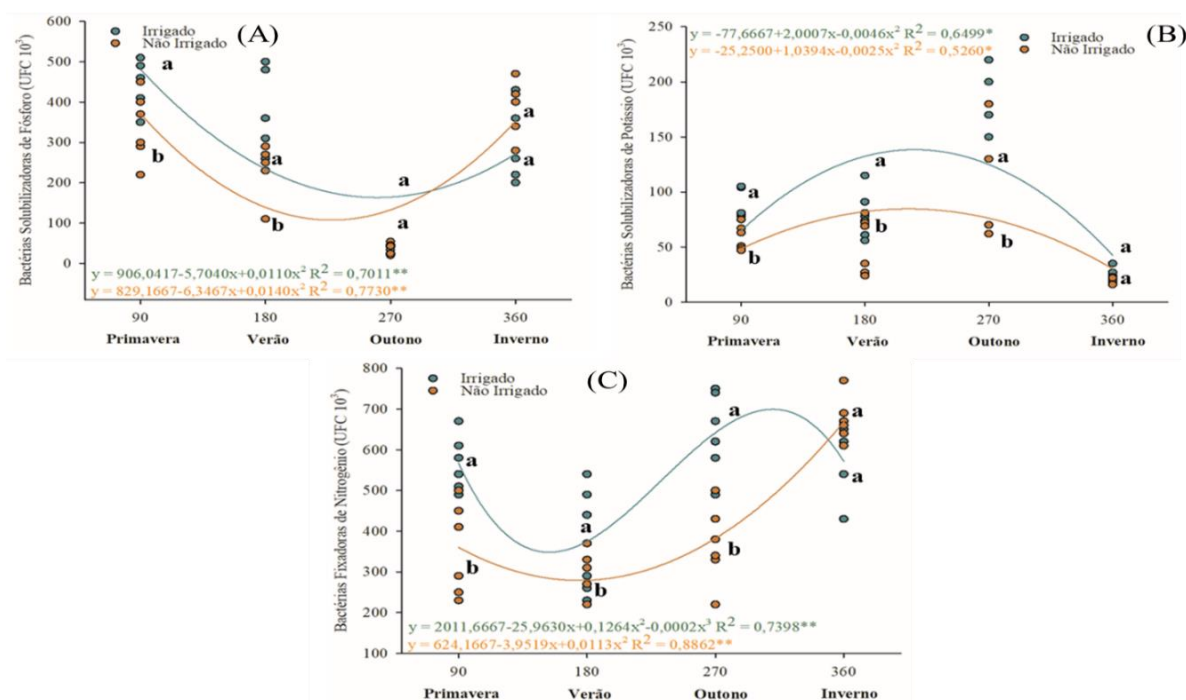 (A)
Irrigado
Não Irrigado
Bactérias Solubilizadoras de Fósforo (UFC 10³)
600
500
400
300
200
100
0
a
b
a
b
a
a
a
a
y = 906,0417-5,7040x+0,0110x² R² = 0,7011**
y = 829,1667-6,3467x+0,0140x² R² = 0,7730**
90 180 270 360
Primavera Verão Outono Inverno
(B)
y = -77,6667+2,0007x-0,0046x² R² = 0,6499*
y = -25,2500+1,0394x-0,0025x² R² = 0,5260*
Irrigado
Não Irrigado
Bactérias Solubilizadoras de Potássio (UFC 10³)
250
200
150
100
50
0
a
b
a
b
a
b
a
a
90 180 270 360
Primavera Verão Outono Inverno
(C)
Irrigado
Não Irrigado
Bactérias Fixadoras de Nitrogênio (UFC 10³)
800
700
600
500
400
300
200
100
a
b
a
b
a
b
a
a
y = 2011,6667-25,9630x+0,1264x²-0,0002x³ R² = 0,7398**
y = 624,1667-3,9519x+0,0113x² R² = 0,8862**
90 180 270 360
Primavera Verão Outono Inverno